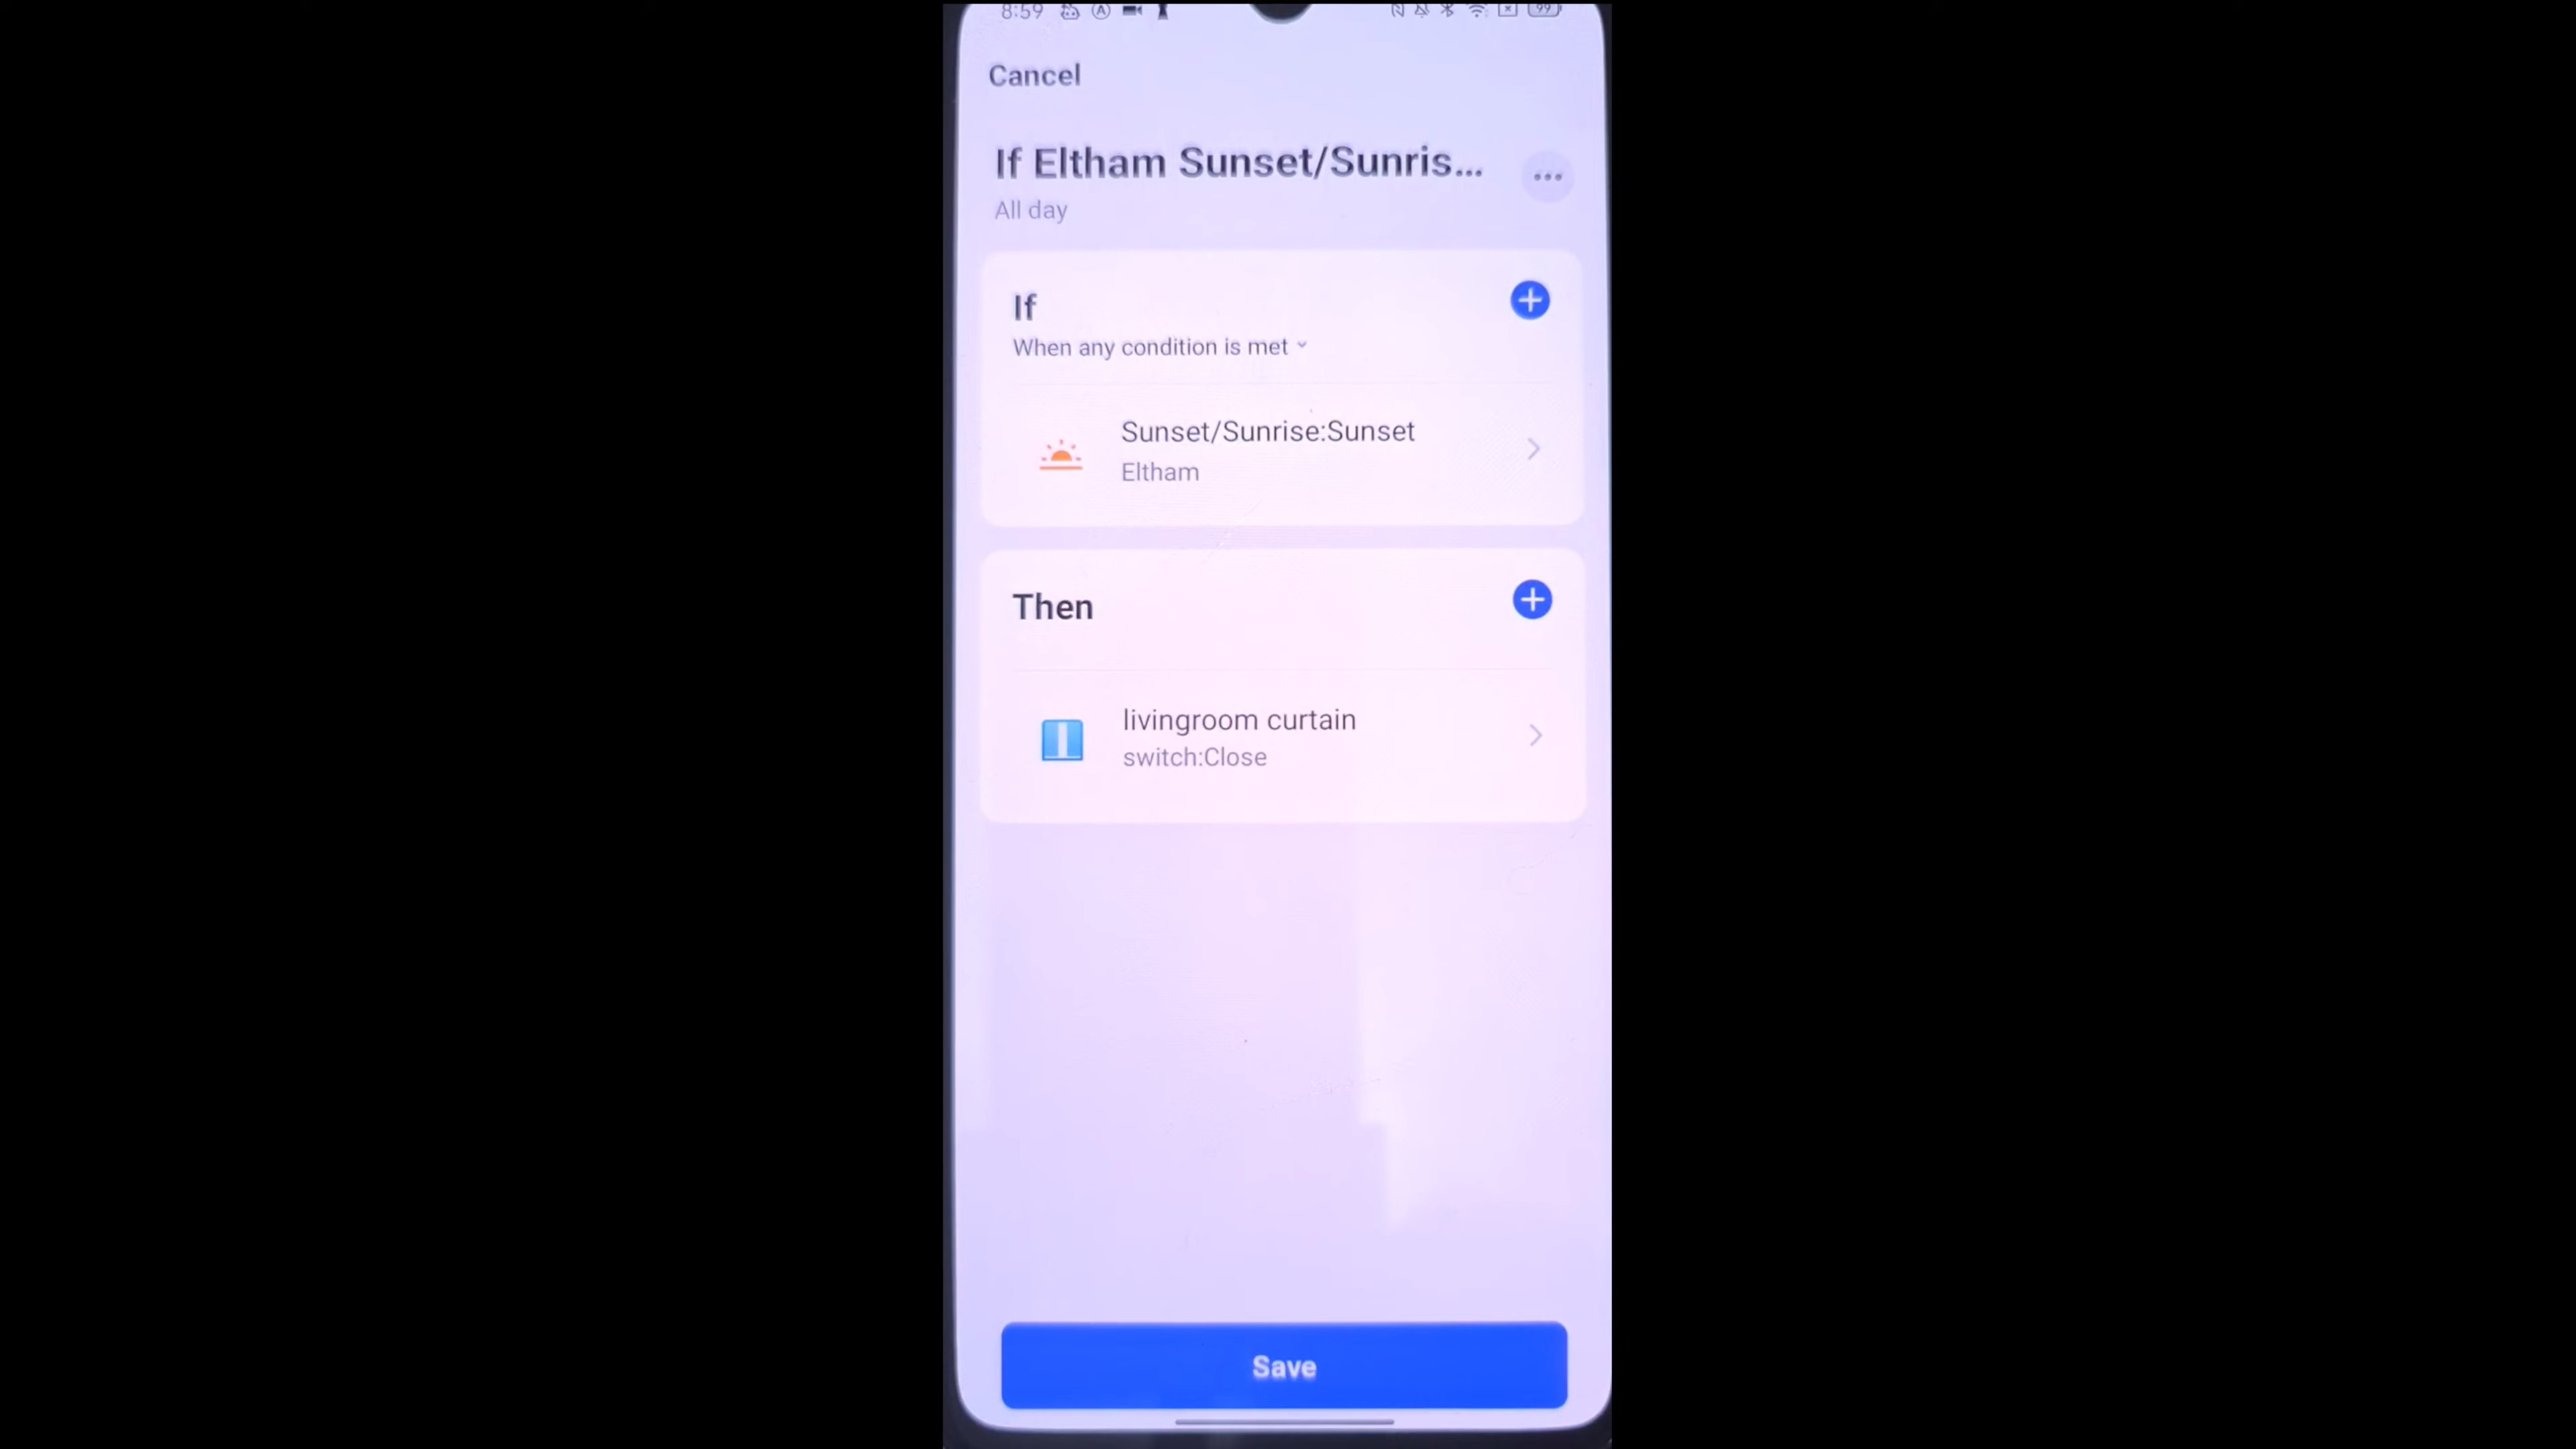 8:59
99
Cancel
If Eltham Sunset/Sunris...
All day
If
When any condition is met
Sunset/Sunrise:Sunset
Eltham
Then
livingroom curtain
switch:Close
Save